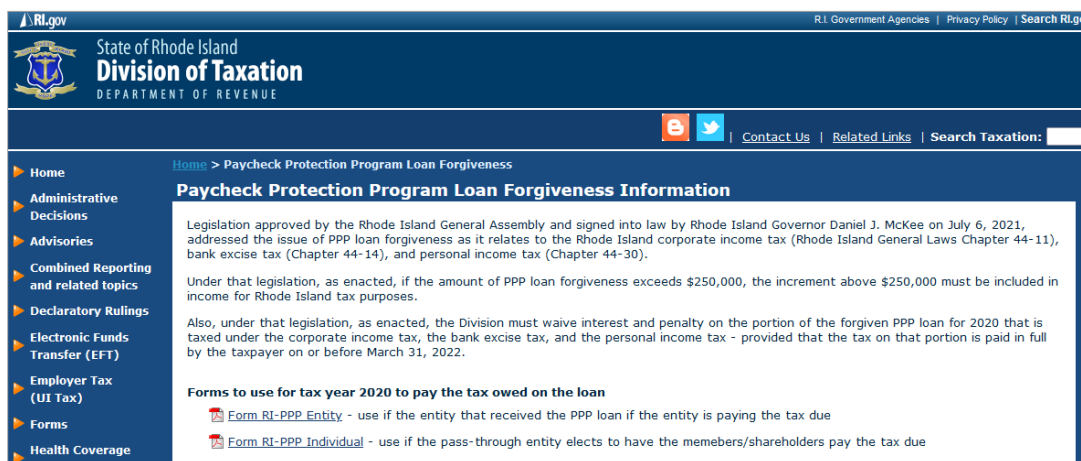 RI.gov
R.I. Government Agencies | Privacy Policy | Search RI.go
State of Rhode Island
Division of Taxation
DEPARTMENT OF REVENUE
| Contact Us | Related Links | Search Taxation:
Home
Administrative
Decisions
Advisories
Combined Reporting
and related topics
Declaratory Rulings
Electronic Funds
Transfer (EFT)
Employer Tax
(UI Tax)
Forms
Health Coverage
Home > Paycheck Protection Program Loan Forgiveness
Paycheck Protection Program Loan Forgiveness Information
Legislation approved by the Rhode Island General Assembly and signed into law by Rhode Island Governor Daniel J. McKee on July 6, 2021,
addressed the issue of PPP loan forgiveness as it relates to the Rhode Island corporate income tax (Rhode Island General Laws Chapter 44-11),
bank excise tax (Chapter 44-14), and personal income tax (Chapter 44-30).
Under that legislation, as enacted, if the amount of PPP loan forgiveness exceeds $250,000, the increment above $250,000 must be included in
income for Rhode Island tax purposes.
Also, under that legislation, as enacted, the Division must waive interest and penalty on the portion of the forgiven PPP loan for 2020 that is
taxed under the corporate income tax, the bank excise tax, and the personal income tax - provided that the tax on that portion is paid in full
by the taxpayer on or before March 31, 2022.
Forms to use for tax year 2020 to pay the tax owed on the loan
Form RI-PPP Entity - use if the entity that received the PPP loan if the entity is paying the tax due
Form RI-PPP Individual - use if the pass-through entity elects to have the memebers/shareholders pay the tax due